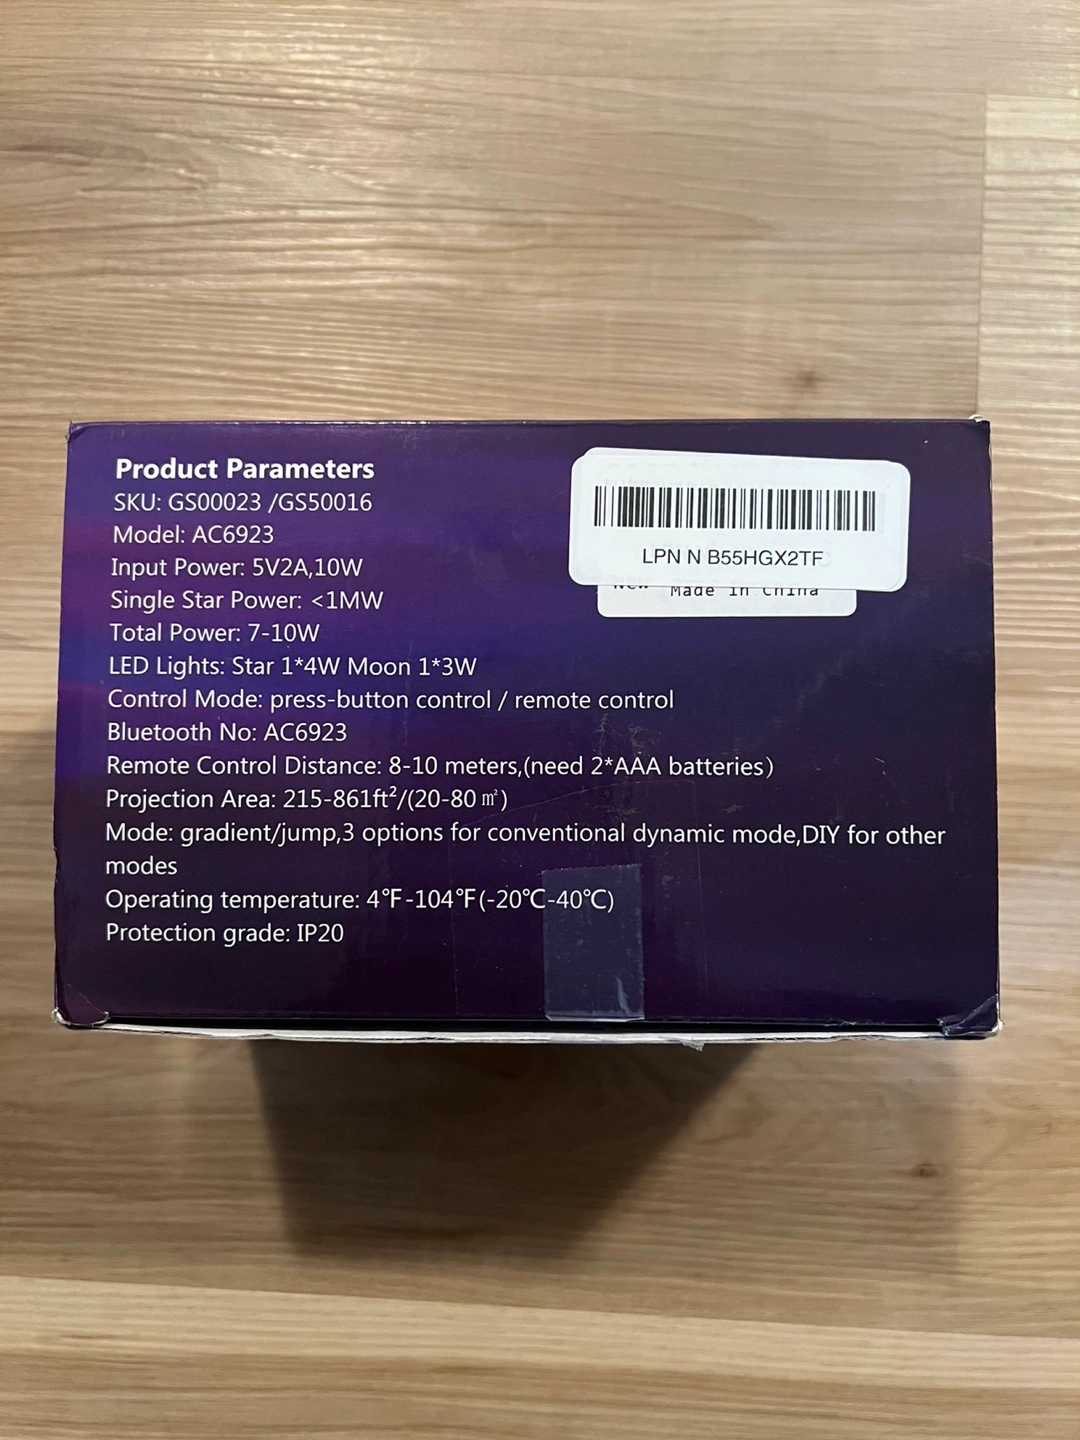 Product Parameters
SKU: GS00023 /GS50016
Model: AC6923
Input Power: 5V2A,10W
Single Star Power: <1MW
Total Power: 7-10W
LED Lights: Star 1*4W Moon 1*3W
Control Mode: press-button control / remote control
Bluetooth No: AC6923
Remote Control Distance: 8-10 meters,(need 2*AAA batteries)
Projection Area: 215-861ft²/(20-80㎡)
Mode: gradient/jump,3 options for conventional dynamic mode,DIY for other
modes
Operating temperature: 4℉-104℉(-20℃-40℃)
Protection grade: IP20
LPN N B55HGX2TF
New Made in China